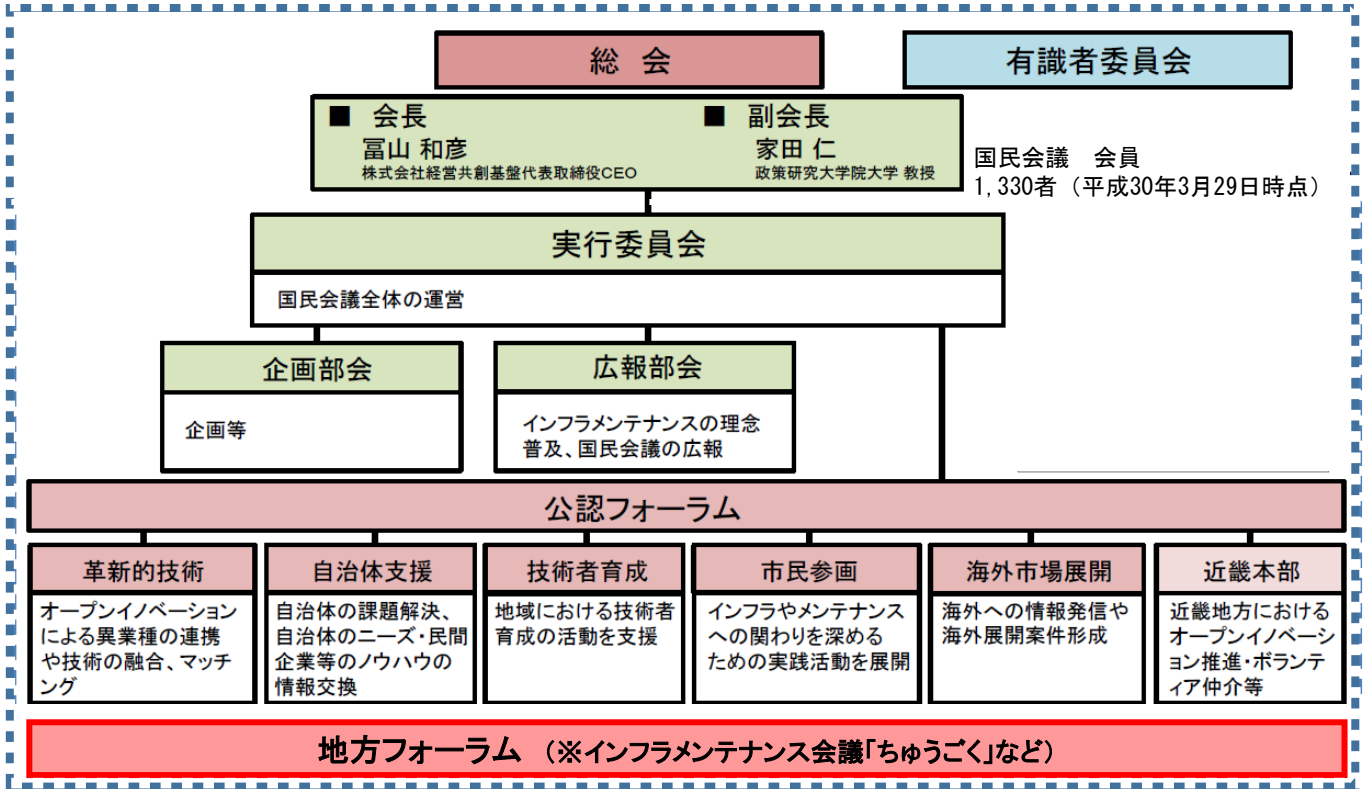 総 会
有識者委員会
■ 会長
冨山 和彦
株式会社経営共創基盤代表取締役CEO
■ 副会長
家田 仁
政策研究大学院大学 教授
国民会議 会員
1,330者（平成30年3月29日時点）
実行委員会
国民会議全体の運営
企画部会
企画等
広報部会
インフラメンテナンスの理念
普及、国民会議の広報
公認フォーラム
革新的技術
オープンイノベーション
による異業種の連携
や技術の融合、マッチ
ング
自治体支援
自治体の課題解決、
自治体のニーズ・民間
企業等のノウハウの
情報交換
技術者育成
地域における技術者
育成の活動を支援
市民参画
インフラやメンテナンス
への関わりを深める
ための実践活動を展開
海外市場展開
海外への情報発信や
海外展開案件形成
近畿本部
近畿地方における
オープンイノベーシ
ョン推進・ボランテ
ィア仲介等
地方フォーラム （※インフラメンテナンス会議「ちゅうごく」など）